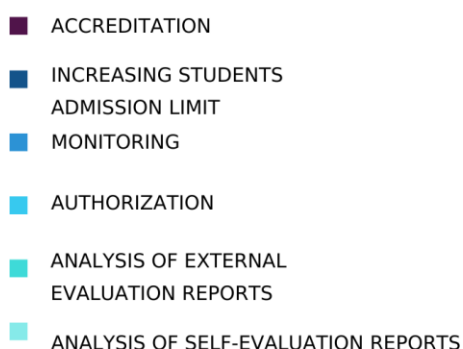 ACCREDITATION
INCREASING STUDENTS
ADMISSION LIMIT
MONITORING
AUTHORIZATION
ANALYSIS OF EXTERNAL
EVALUATION REPORTS
ANALYSIS OF SELF-EVALUATION REPORTS